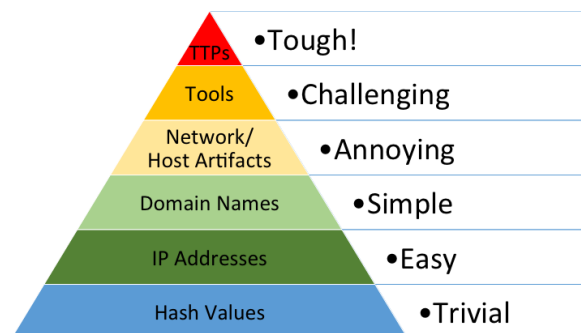 TTPs
•Tough!
Tools
•Challenging
Network/
Host Artifacts
•Annoying
Domain Names
•Simple
IP Addresses
•Easy
Hash Values
•Trivial